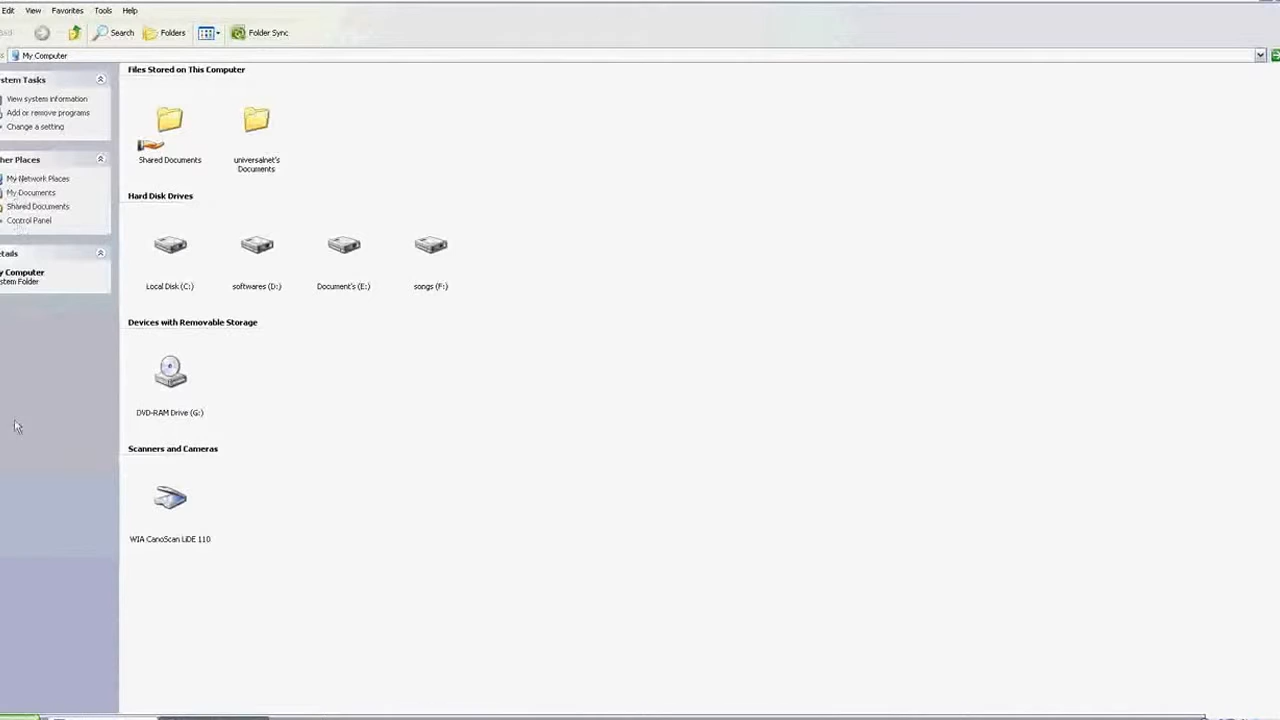 Edit View Favorites Tools Help
Search Folders Folder Sync
My Computer
Files Stored on This Computer
Shared Documents
universalnet's
Documents
Hard Disk Drives
Local Disk (C:) softwares (D:) Document's (E:) songs (F:)
Devices with Removable Storage
DVD-RAM Drive (G:)
Scanners and Cameras
WIA CanoScan LiDE 110
stem Tasks
View system information
Add or remove programs
Change a setting
her Places
My Network Places
My Documents
Shared Documents
Control Panel
etails
y Computer
stem Folder